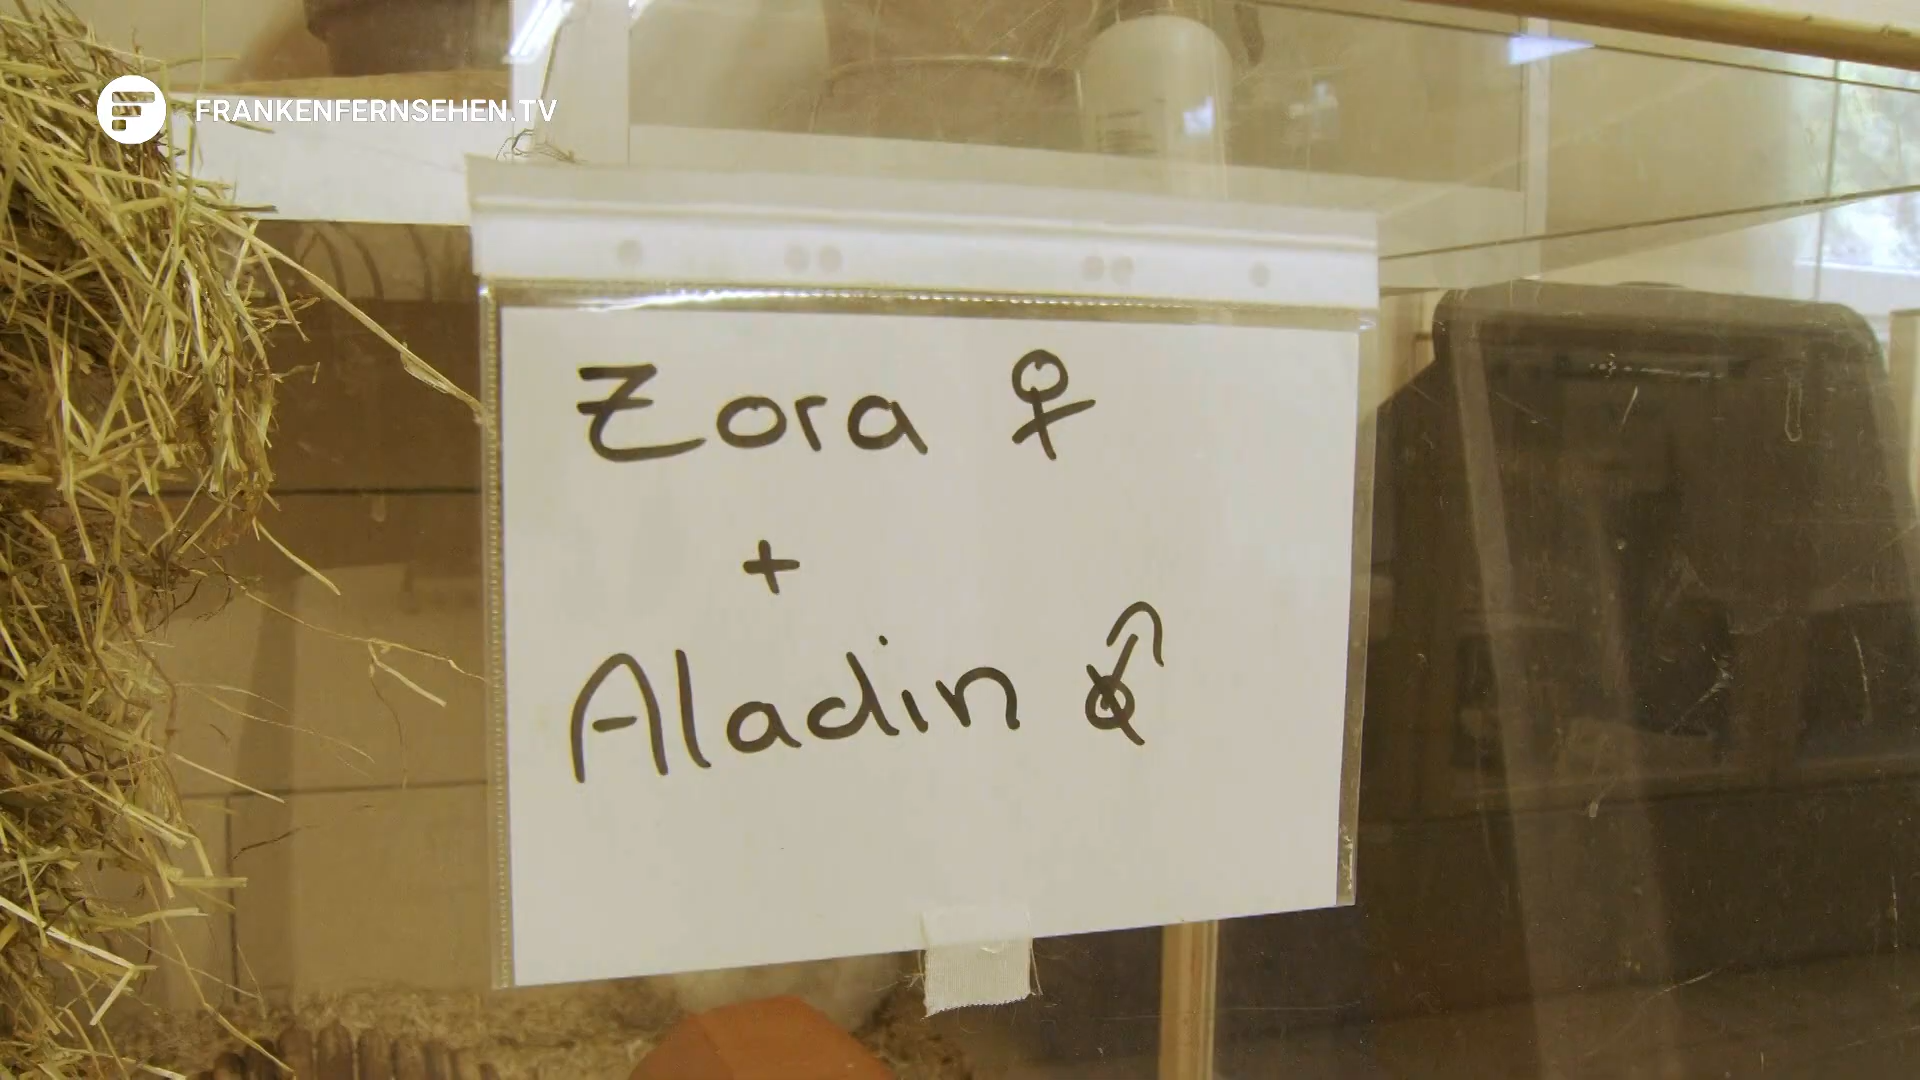 FRANKENFERNSEHEN.TV
Zora ♀
+
Aladin ♂